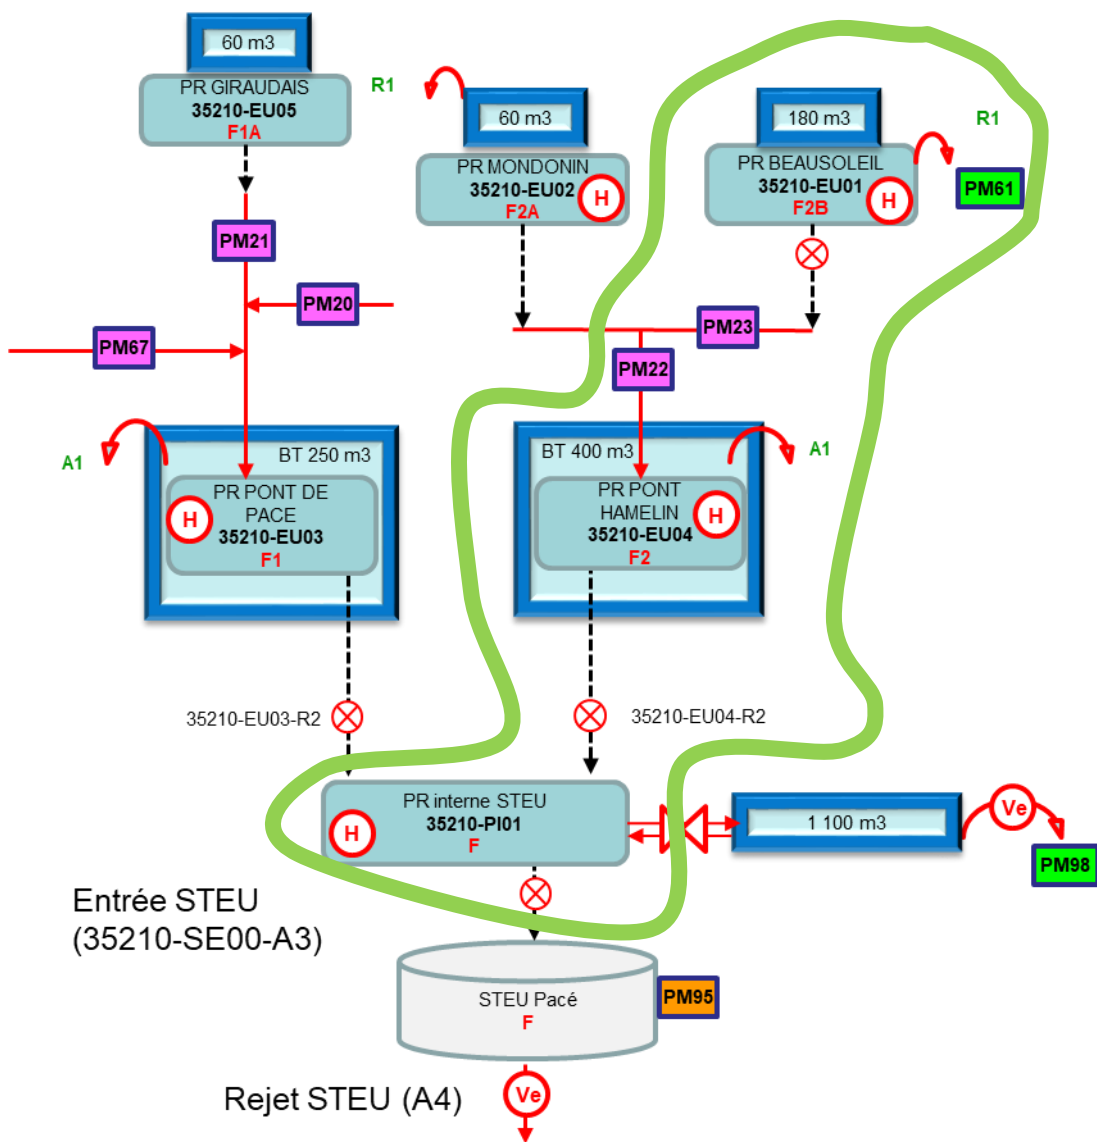 60 m3
PR GIRAUDAIS
35210-EU05
F1A
R1
60 m3
PR MONDONIN
35210-EU02
F2A
H
180 m3
PR BEAUSOLEIL
35210-EU01
F2B
H
R1
PM61
PM21
PM20
PM67
PM23
PM22
A1
BT 250 m3
PR PONT DE
PACE
35210-EU03
F1
H
BT 400 m3
PR PONT
HAMELIN
35210-EU04
F2
H
A1
35210-EU03-R2
35210-EU04-R2
PR interne STEU
35210-PI01
F
H
1 100 m3
Ve
PM98
Entrée STEU
(35210-SE00-A3)
STEU Pacé
F
PM95
Rejet STEU (A4)
Ve